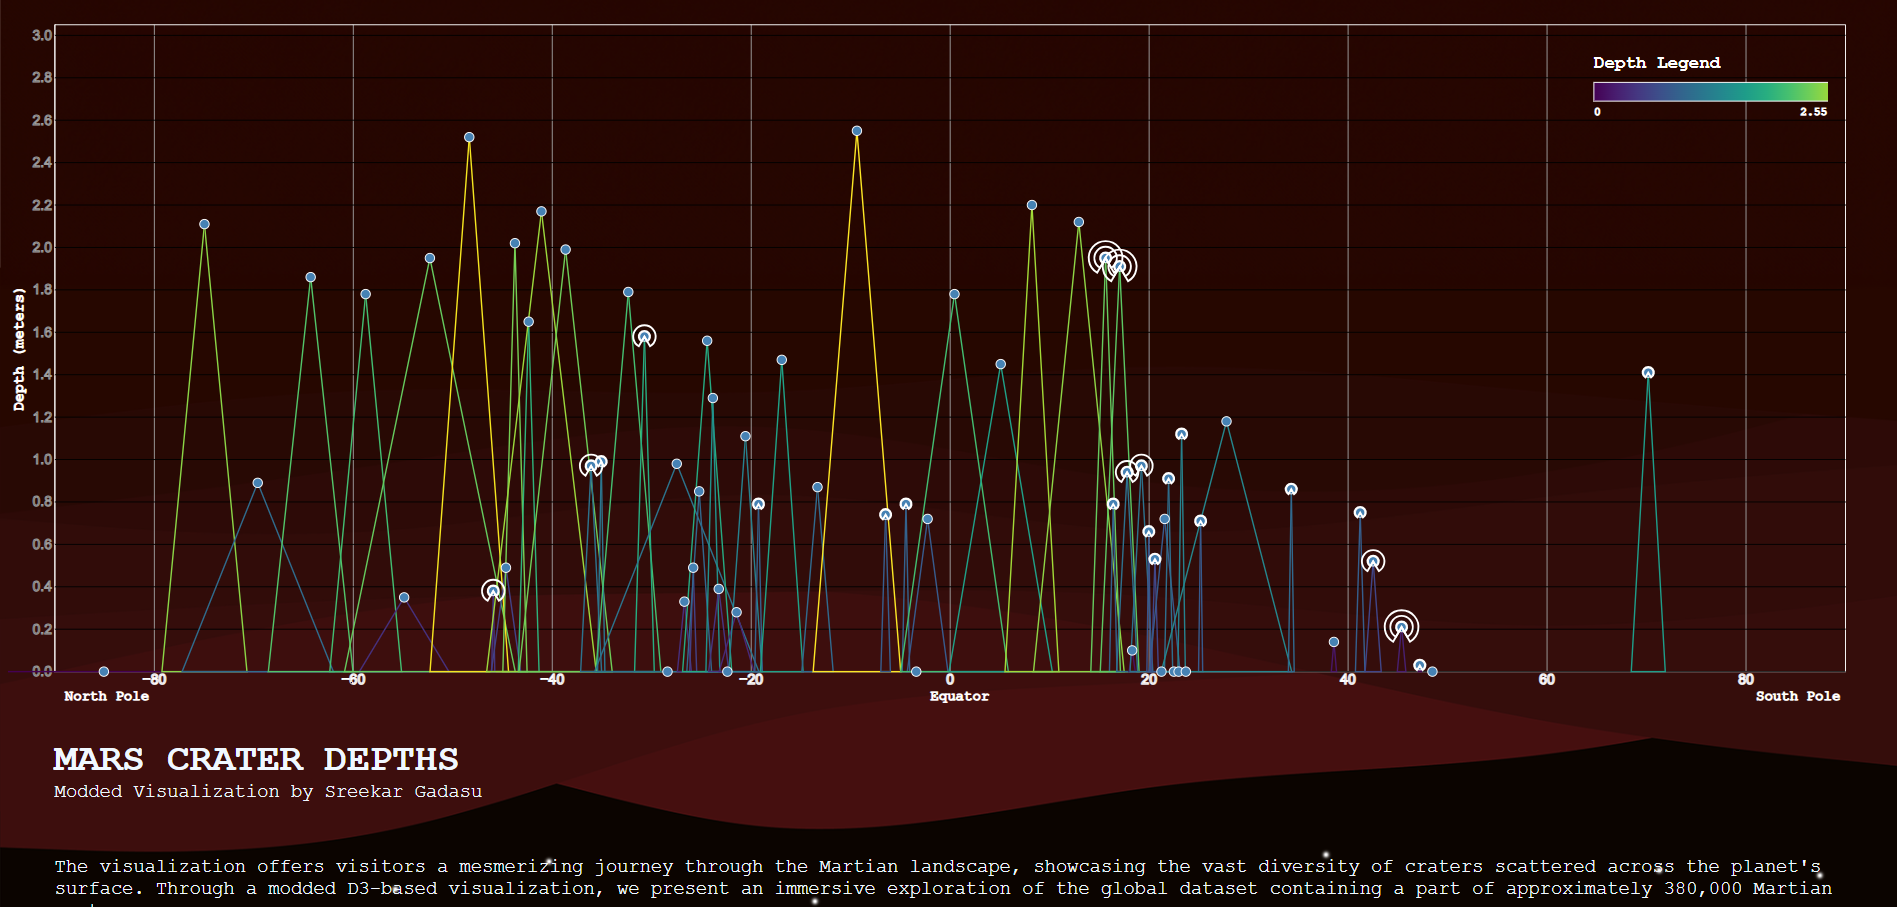 3.0
2.8
2.6
2.4
2.2
2.0
1.8
1.6
1.4
1.2
1.0
0.8
0.6
0.4
0.2
0.0
Depth (meters)
Depth Legend
0 2.55
−80 −60 −40 −20 0 20 40 60 80
North Pole Equator South Pole
MARS CRATER DEPTHS
Modded Visualization by Sreekar Gadasu
The visualization offers visitors a mesmerizing journey through the Martian landscape, showcasing the vast diversity of craters scattered across the planet's
surface. Through a modded D3-based visualization, we present an immersive exploration of the global dataset containing a part of approximately 380,000 Martian